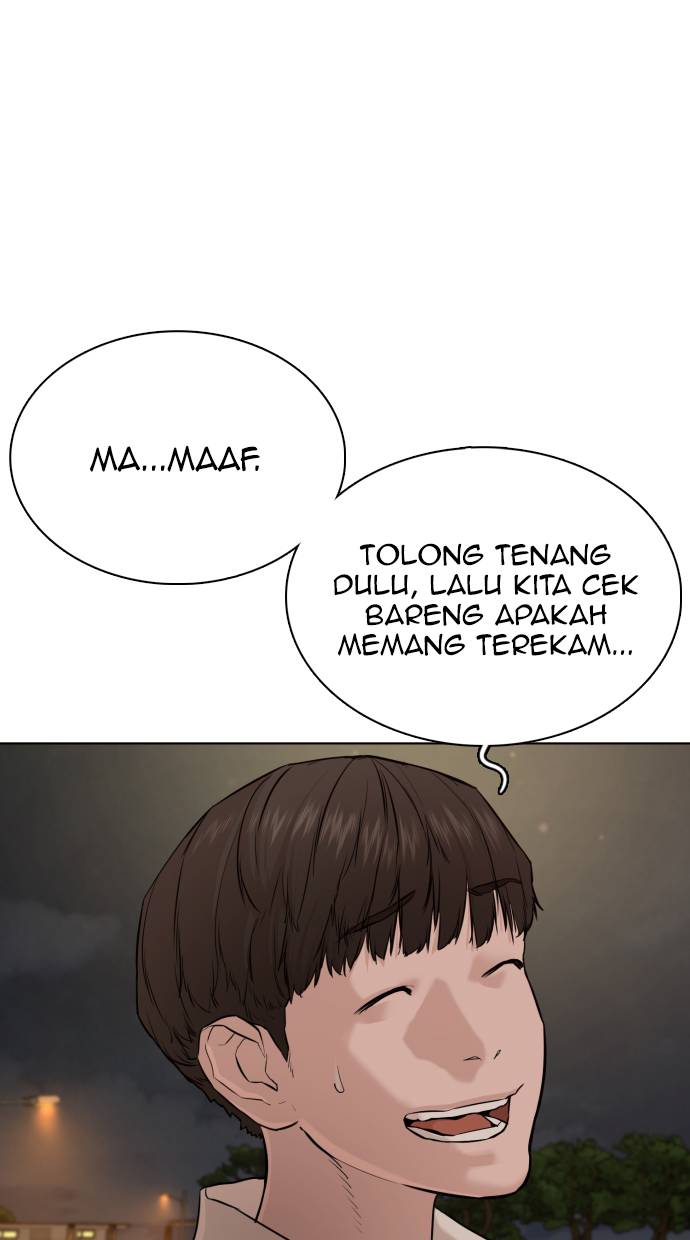 MA...MAAF.
TOLONG TENANG
DULU, LALU KITA CEK
BARENG APAKAH
MEMANG TEREKAM...